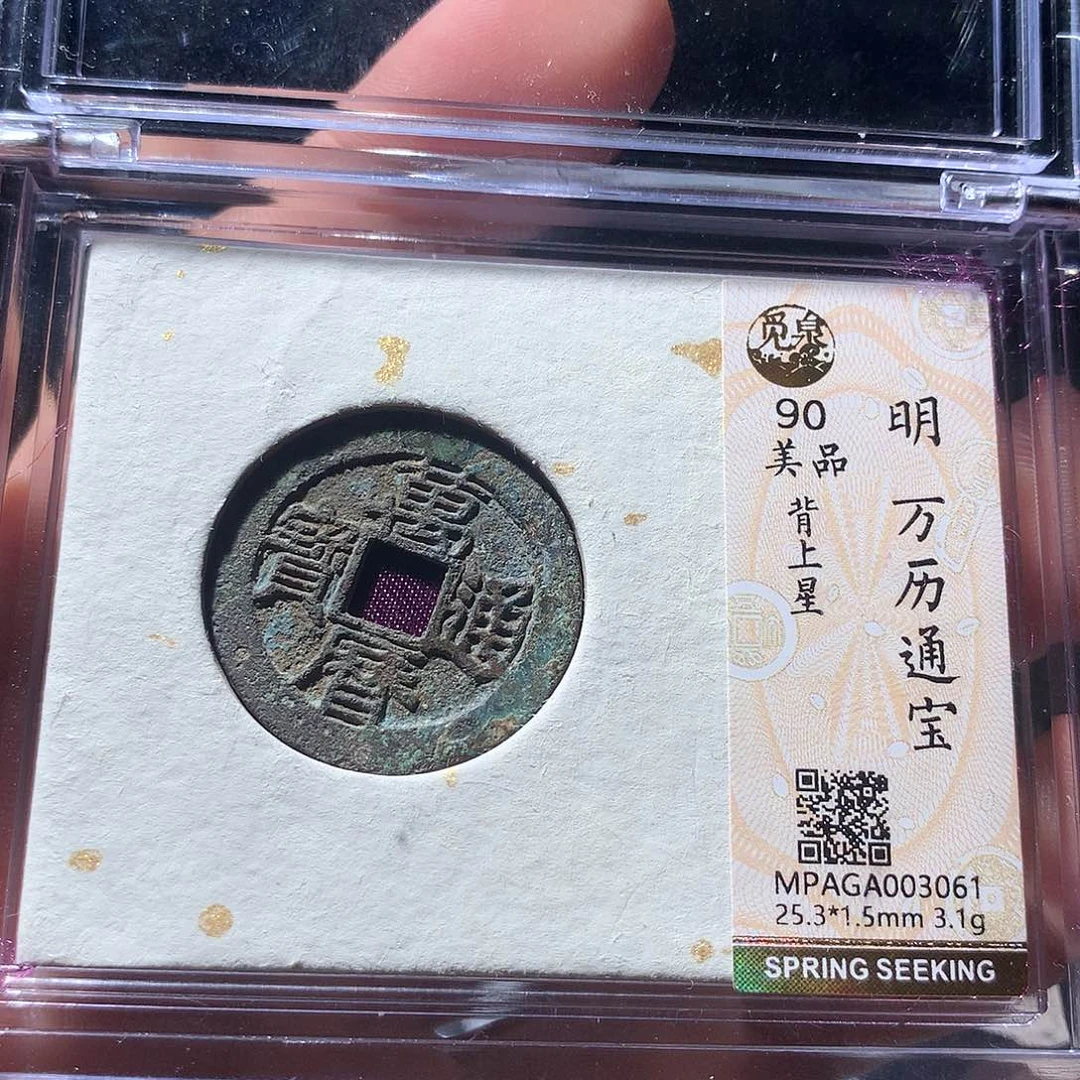 萬曆通寶
觅泉
90
美品
背上星
明 万历通宝
MPAGA003061
25.3*1.5mm 3.1g
SPRING SEEKING